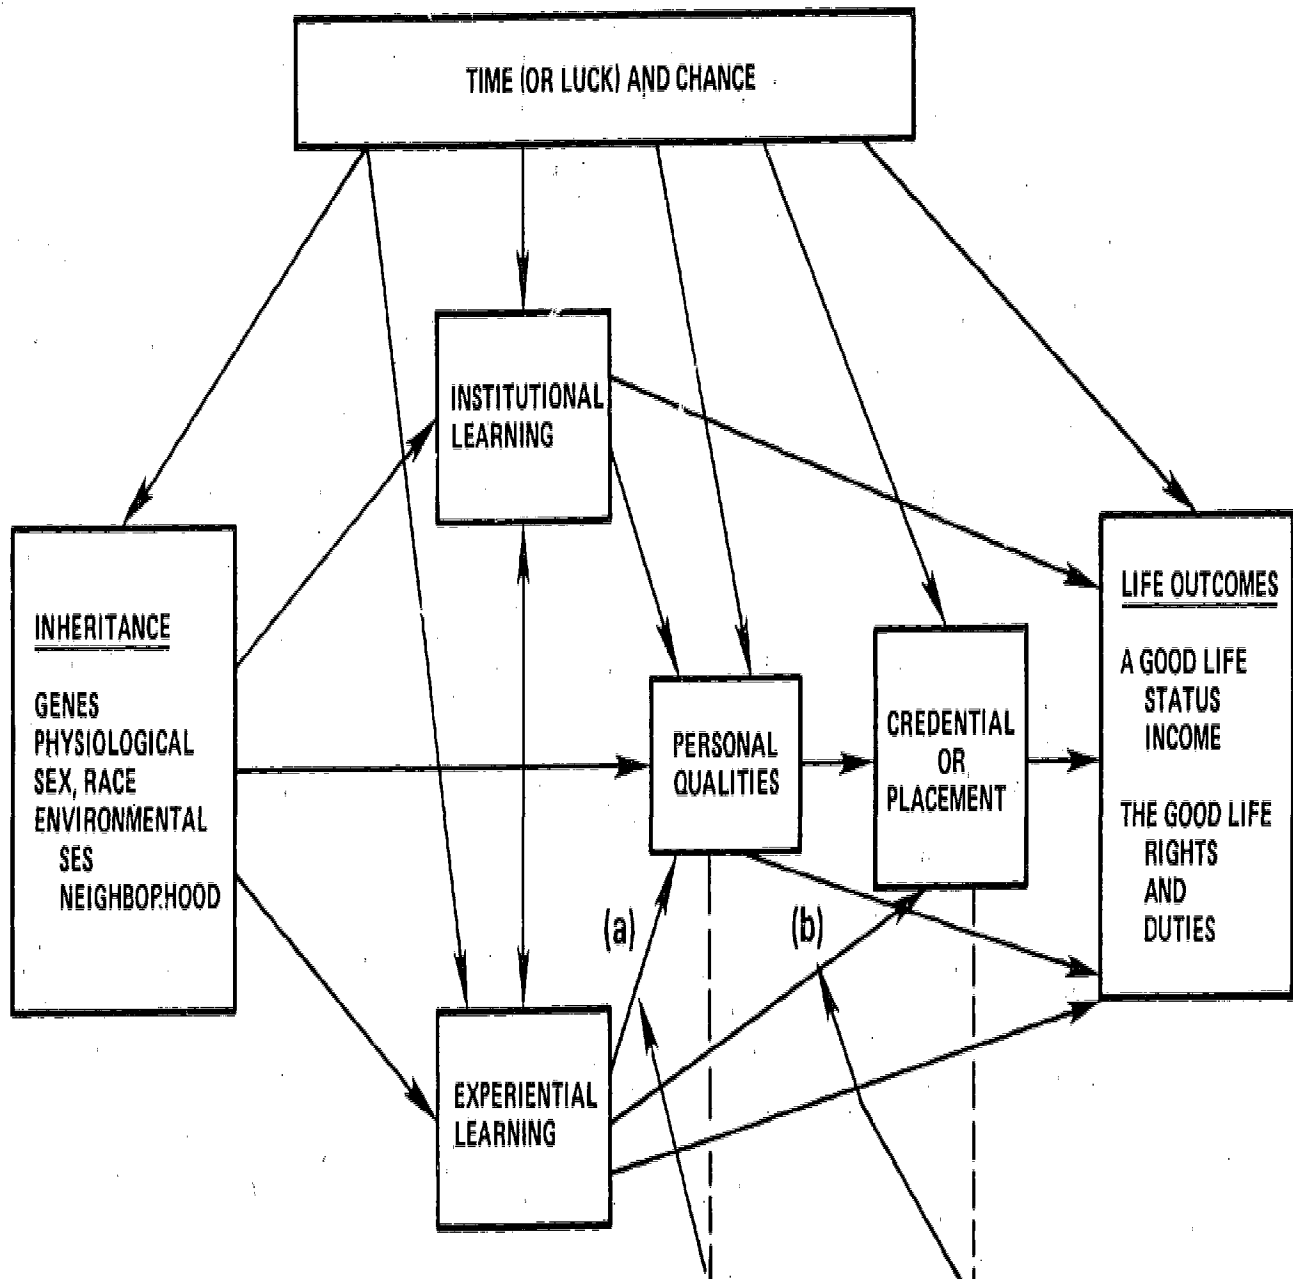 TIME (OR LUCK) AND CHANCE
INSTITUTIONAL
LEARNING
INHERITANCE
GENES
PHYSIOLOGICAL
SEX, RACE
ENVIRONMENTAL
SES
NEIGHBOPHOOD
PERSONAL
QUALITIES
CREDENTIAL
OR
PLACEMENT
LIFE OUTCOMES
A GOOD LIFE
STATUS
INCOME
THE GOOD LIFE
RIGHTS
AND
DUTIES
(a)
(b)
EXPERIENTIAL
LEARNING